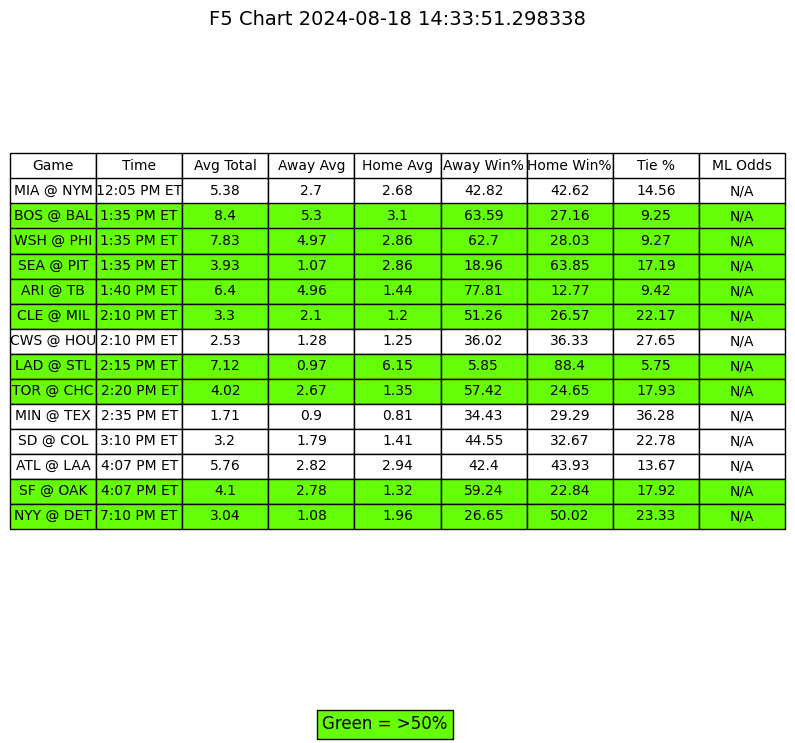 F5 Chart 2024-08-18 14:33:51.298338
Game Time Avg Total Away Avg Home Avg Away Win% Home Win% Tie % ML Odds
MIA @ NYM 12:05 PM ET 5.38 2.7 2.68 42.82 42.62 14.56 N/A
BOS @ BAL 1:35 PM ET 8.4 5.3 3.1 63.59 27.16 9.25 N/A
WSH @ PHI 1:35 PM ET 7.83 4.97 2.86 62.7 28.03 9.27 N/A
SEA @ PIT 1:35 PM ET 3.93 1.07 2.86 18.96 63.85 17.19 N/A
ARI @ TB 1:40 PM ET 6.4 4.96 1.44 77.81 12.77 9.42 N/A
CLE @ MIL 2:10 PM ET 3.3 2.1 1.2 51.26 26.57 22.17 N/A
CWS @ HOU 2:10 PM ET 2.53 1.28 1.25 36.02 36.33 27.65 N/A
LAD @ STL 2:15 PM ET 7.12 0.97 6.15 5.85 88.4 5.75 N/A
TOR @ CHC 2:20 PM ET 4.02 2.67 1.35 57.42 24.65 17.93 N/A
MIN @ TEX 2:35 PM ET 1.71 0.9 0.81 34.43 29.29 36.28 N/A
SD @ COL 3:10 PM ET 3.2 1.79 1.41 44.55 32.67 22.78 N/A
ATL @ LAA 4:07 PM ET 5.76 2.82 2.94 42.4 43.93 13.67 N/A
SF @ OAK 4:07 PM ET 4.1 2.78 1.32 59.24 22.84 17.92 N/A
NYY @ DET 7:10 PM ET 3.04 1.08 1.96 26.65 50.02 23.33 N/A
Green = >50%